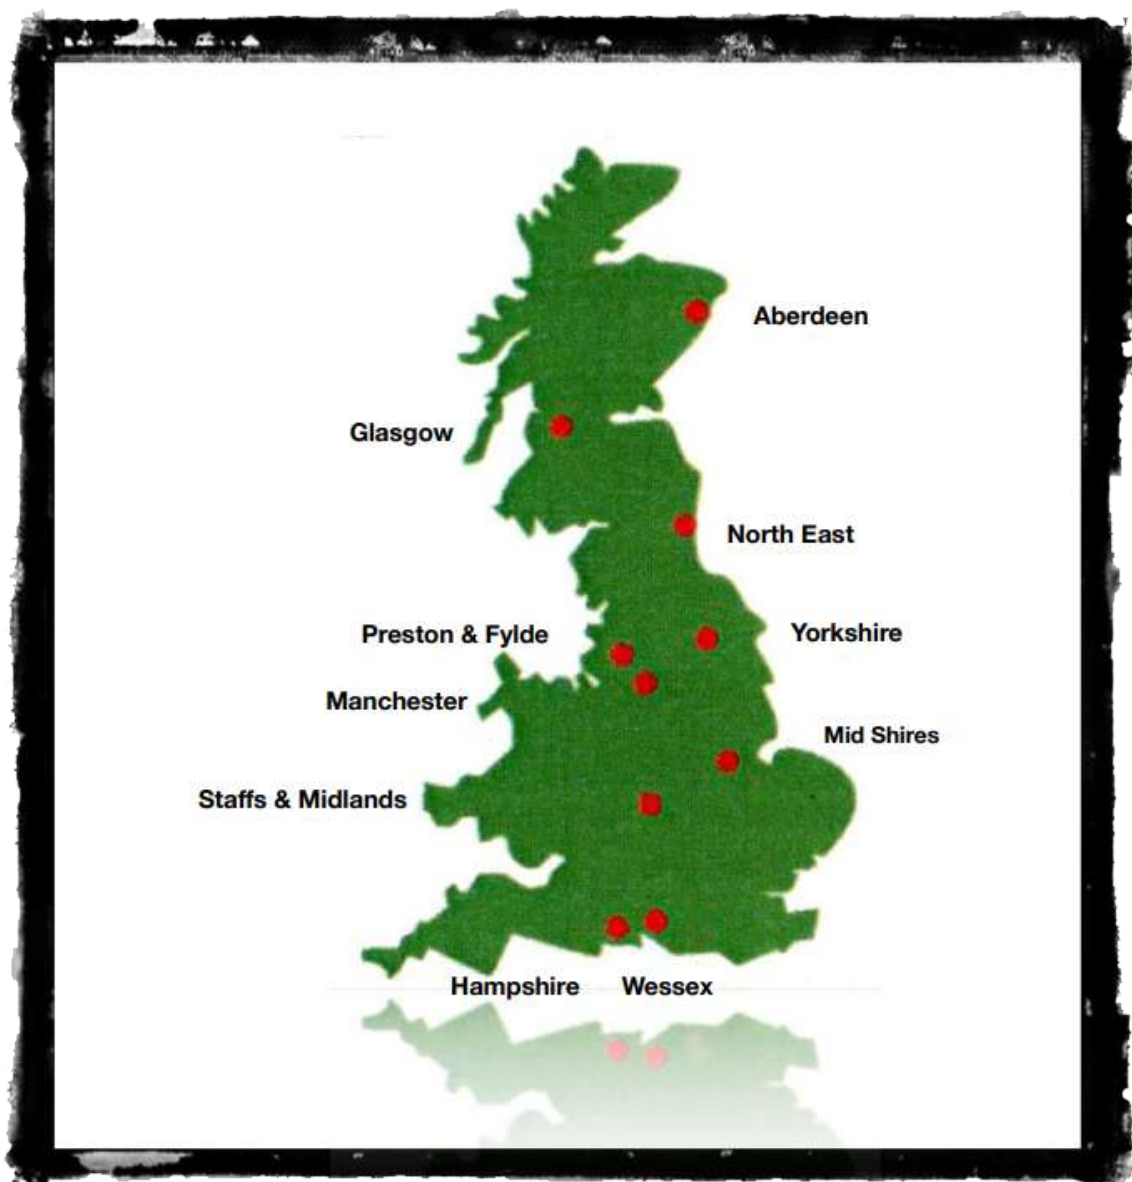 Aberdeen
Glasgow
North East
Preston & Fylde
Yorkshire
Manchester
Mid Shires
Staffs & Midlands
Hampshire
Wessex